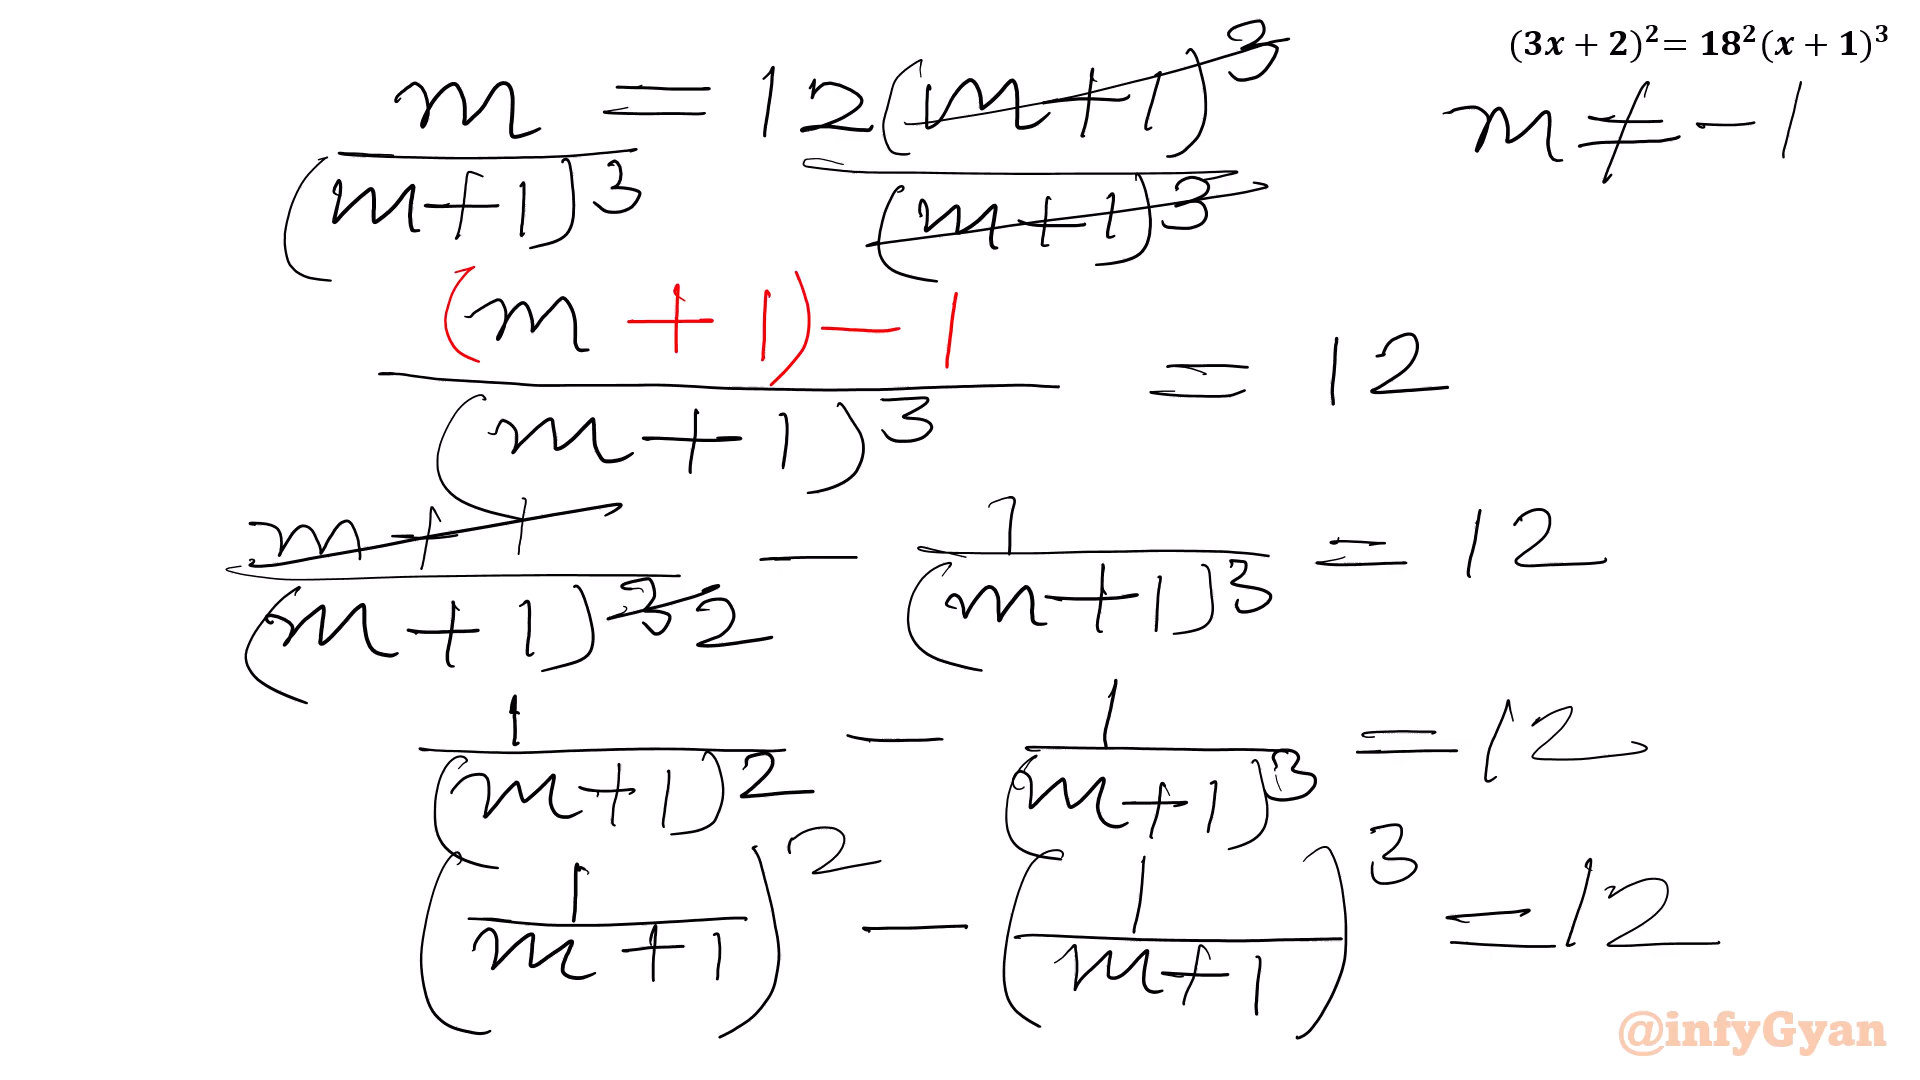 (3x + 2)²= 18²(x + 1)³
m/(m+1)³ = 12(m+1)³/(m+1)³
m ≠ -1
((m + 1) - 1)/(m+1)³ = 12
(m+1)/(m+1)³ ² - 1/(m+1)³ = 12
1/(m+1)² - 1/(m+1)³ = 12
(1/(m+1))² - (1/(m+1))³ = 12
@infyGyan